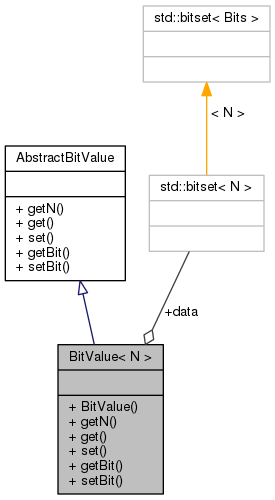 std::bitset< Bits >
< N >
AbstractBitValue
+ getN()
+ get()
+ set()
+ getBit()
+ setBit()
std::bitset< N >
+data
BitValue< N >
+ BitValue()
+ getN()
+ get()
+ set()
+ getBit()
+ setBit()